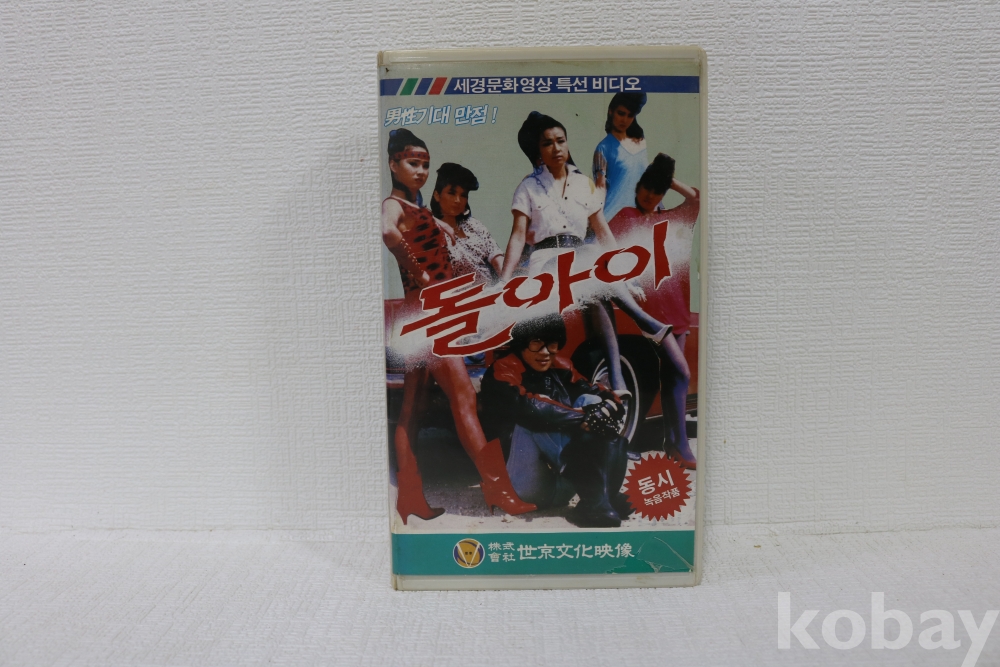 세경문화영상 특선 비디오
男性기대 만점!
돌아이
동시
녹음작품
株式
會社 世京文化映像
kobay